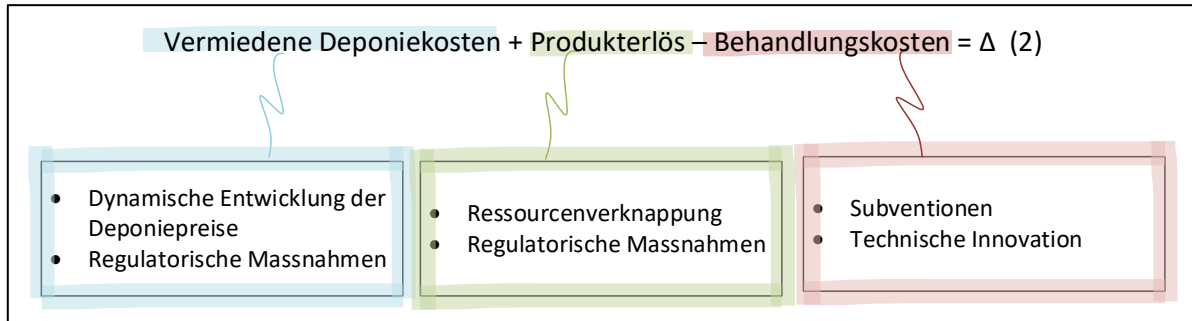 Vermiedene Deponiekosten + Produkterlös – Behandlungskosten = Δ (2)
• Dynamische Entwicklung der
Deponiepreise
• Regulatorische Massnahmen
• Ressourcenverknappung
• Regulatorische Massnahmen
• Subventionen
• Technische Innovation